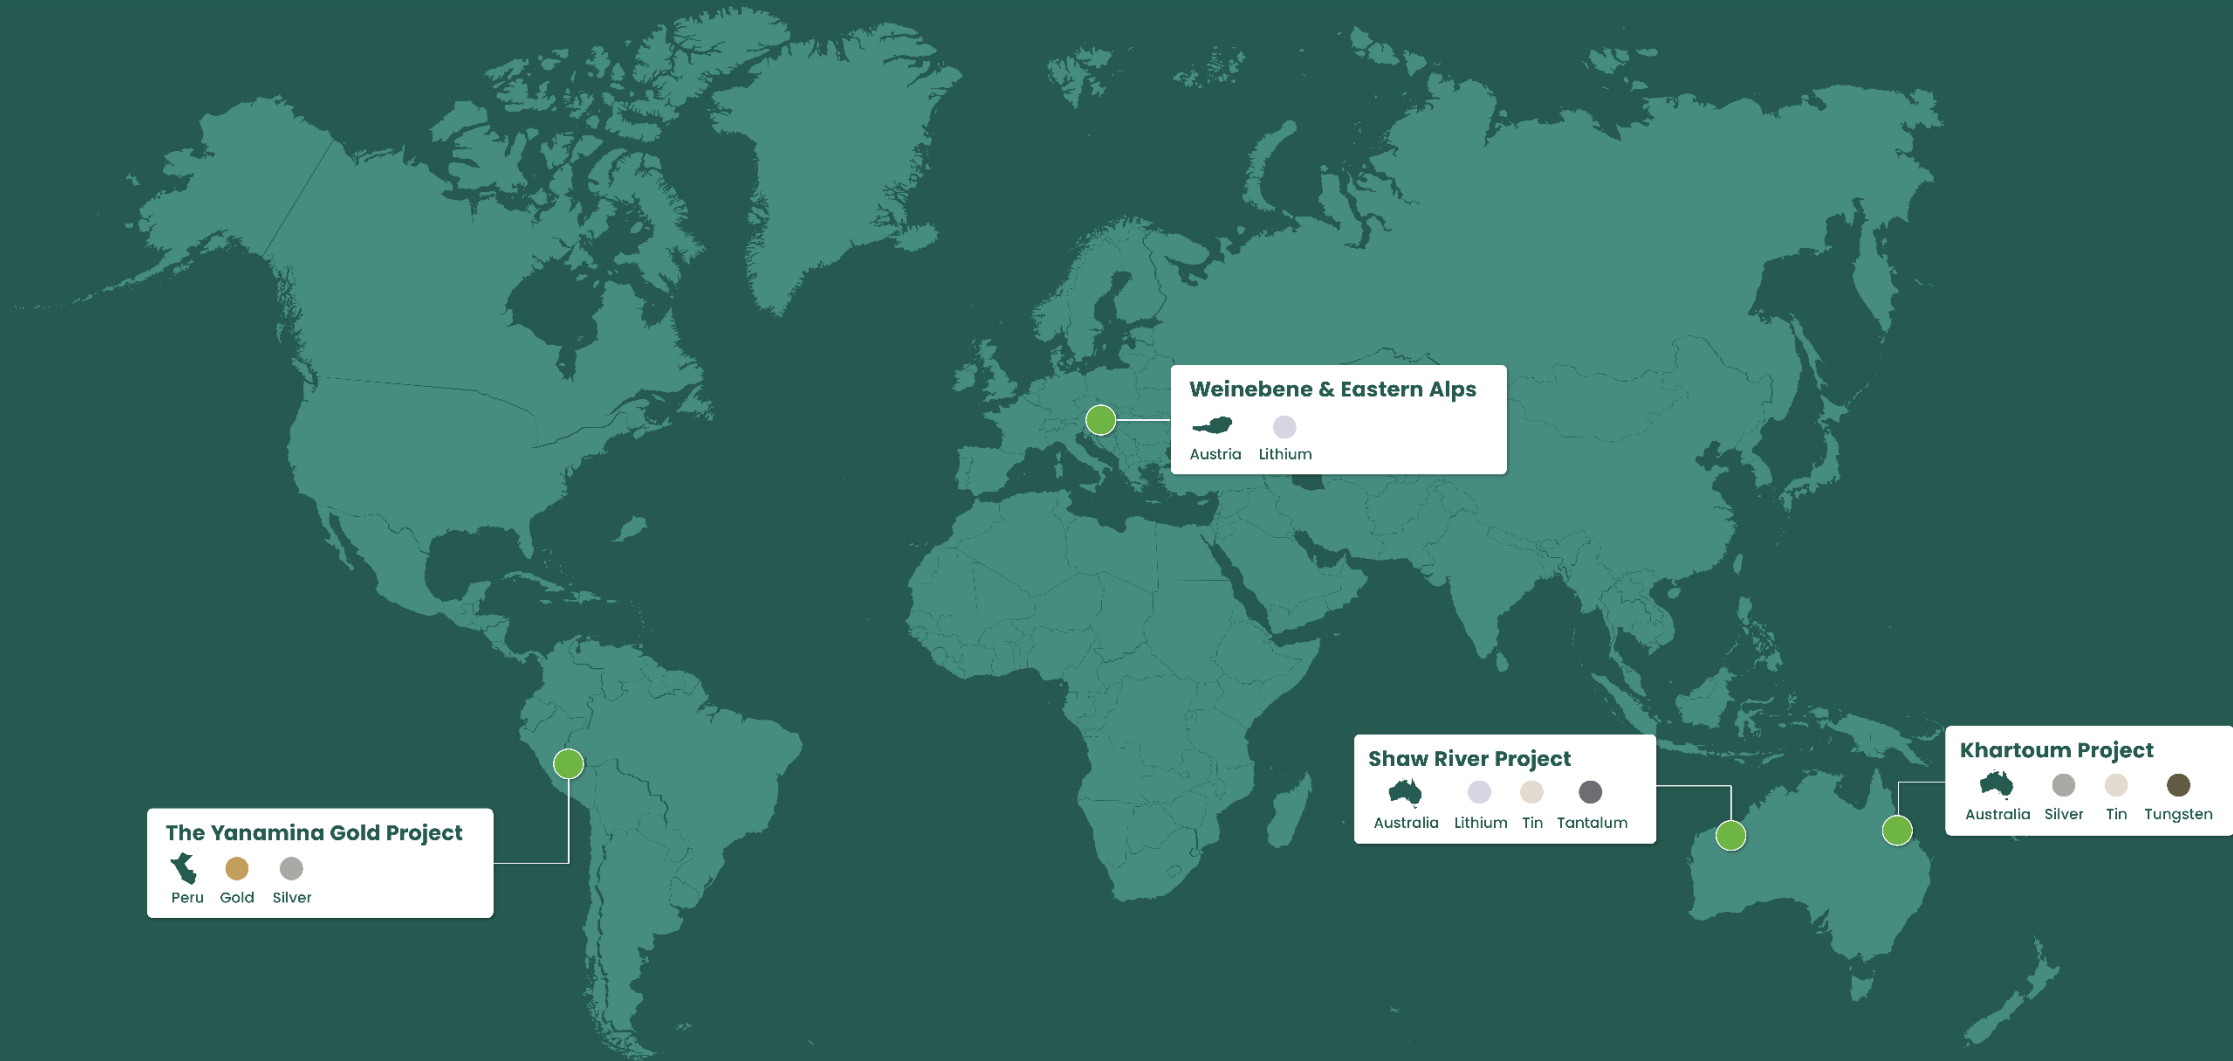 Weinebene & Eastern Alps
Austria Lithium
Shaw River Project
Australia Lithium Tin Tantalum
Khartoum Project
Australia Silver Tin Tungsten
The Yanamina Gold Project
Peru Gold Silver